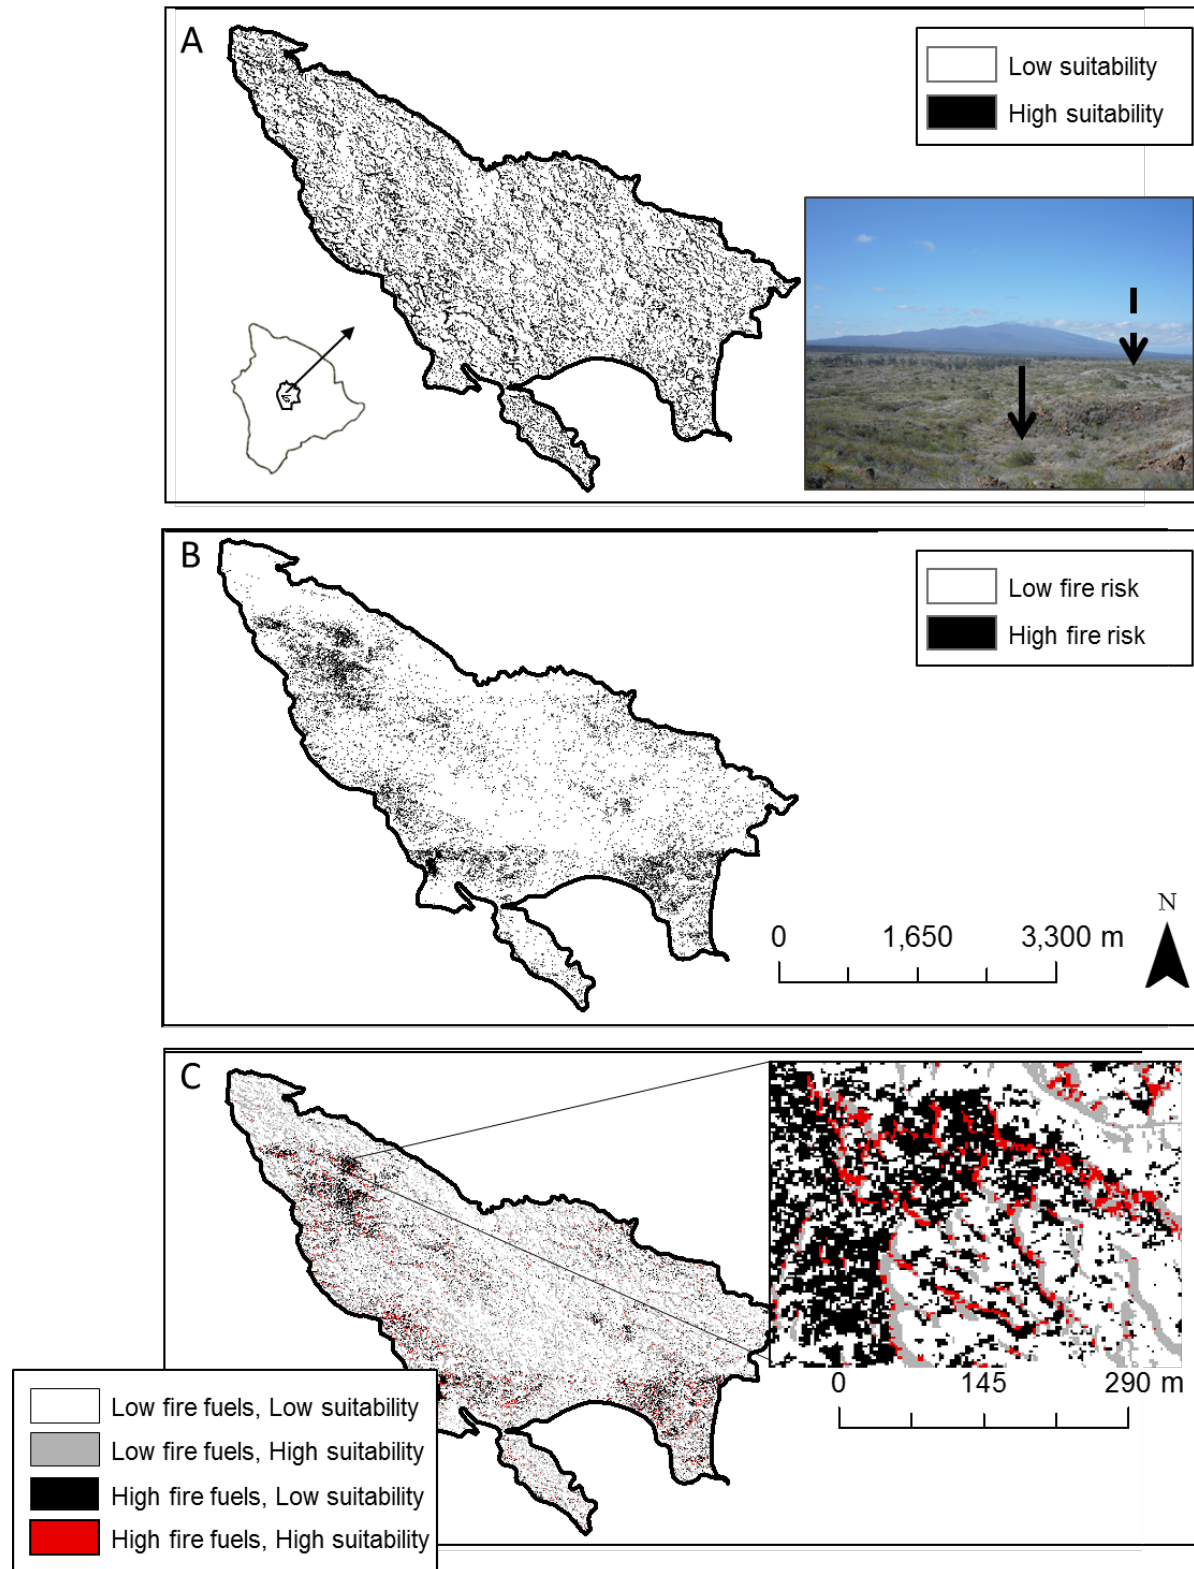 A
Low suitability
High suitability
B
Low fire risk
High fire risk
N
0 1,650 3,300 m
C
0 145 290 m
Low fire fuels, Low suitability
Low fire fuels, High suitability
High fire fuels, Low suitability
High fire fuels, High suitability